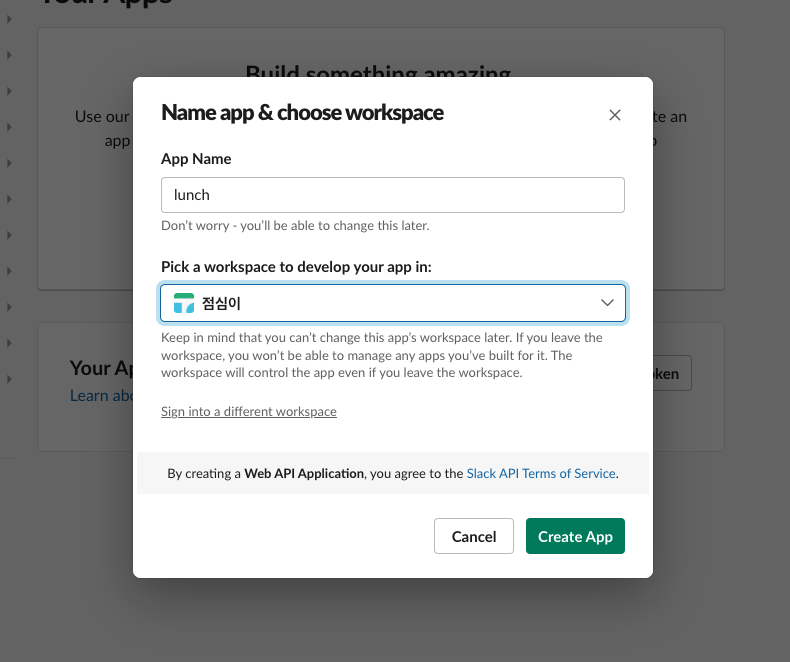 Your Apps
Build something amazing
Use our
te an
app
Name app & choose workspace
App Name
lunch
Don't worry - you'll be able to change this later.
Pick a workspace to develop your app in:
점심이
Keep in mind that you can't change this app's workspace later. If you leave the
workspace, you won't be able to manage any apps you've built for it. The
workspace will control the app even if you leave the workspace.
Sign into a different workspace
Your Ap
Learn abo
oken
By creating a Web API Application, you agree to the Slack API Terms of Service.
Cancel
Create App